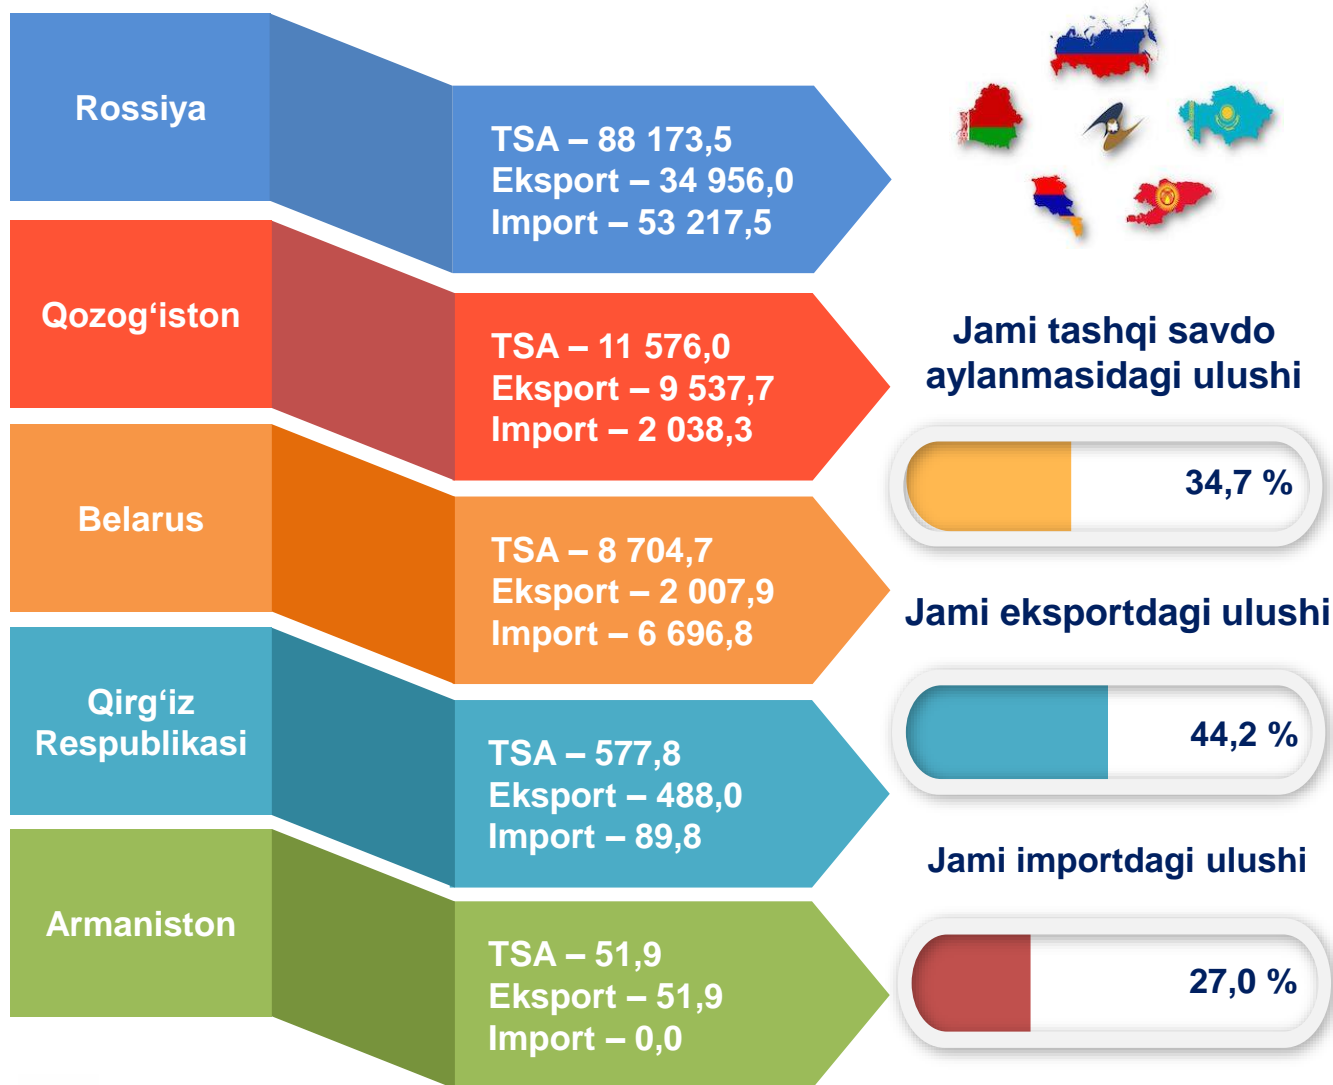 Rossiya
TSA – 88 173,5
Eksport – 34 956,0
Import – 53 217,5
Qozog‘iston
TSA – 11 576,0
Eksport – 9 537,7
Import – 2 038,3
Belarus
TSA – 8 704,7
Eksport – 2 007,9
Import – 6 696,8
Qirg‘iz
Respublikasi
TSA – 577,8
Eksport – 488,0
Import – 89,8
Armaniston
TSA – 51,9
Eksport – 51,9
Import – 0,0
Jami tashqi savdo
aylanmasidagi ulushi
34,7 %
Jami eksportdagi ulushi
44,2 %
Jami importdagi ulushi
27,0 %